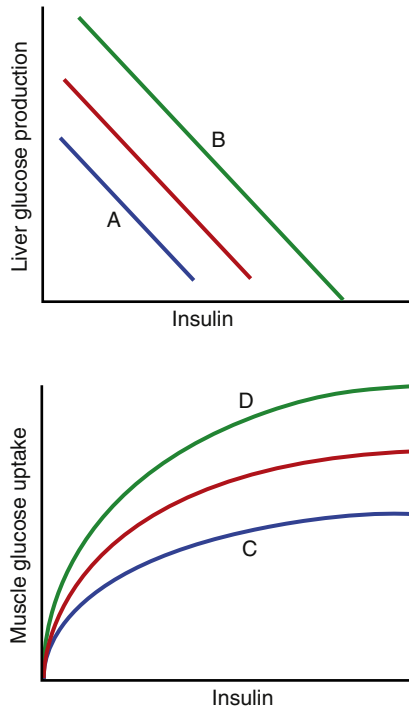 Liver glucose production
B
A
Insulin
Muscle glucose uptake
D
C
Insulin